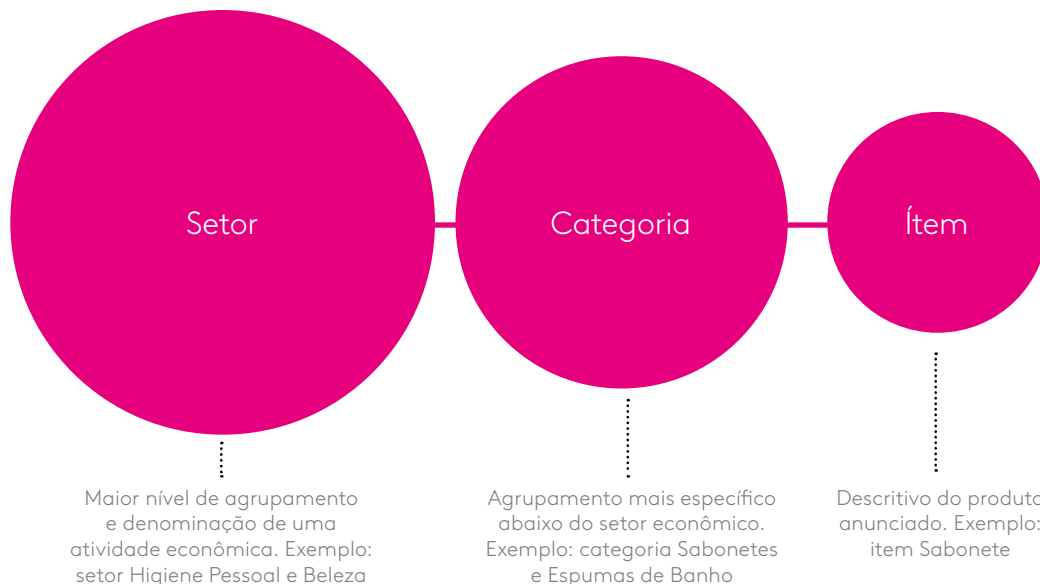 Setor
Categoria
Ítem
Maior nível de agrupamento
e denominação de uma
atividade econômica. Exemplo:
setor Higiene Pessoal e Beleza
Agrupamento mais específico
abaixo do setor econômico.
Exemplo: categoria Sabonetes
e Espumas de Banho
Descritivo do produto
anunciado. Exemplo:
item Sabonete